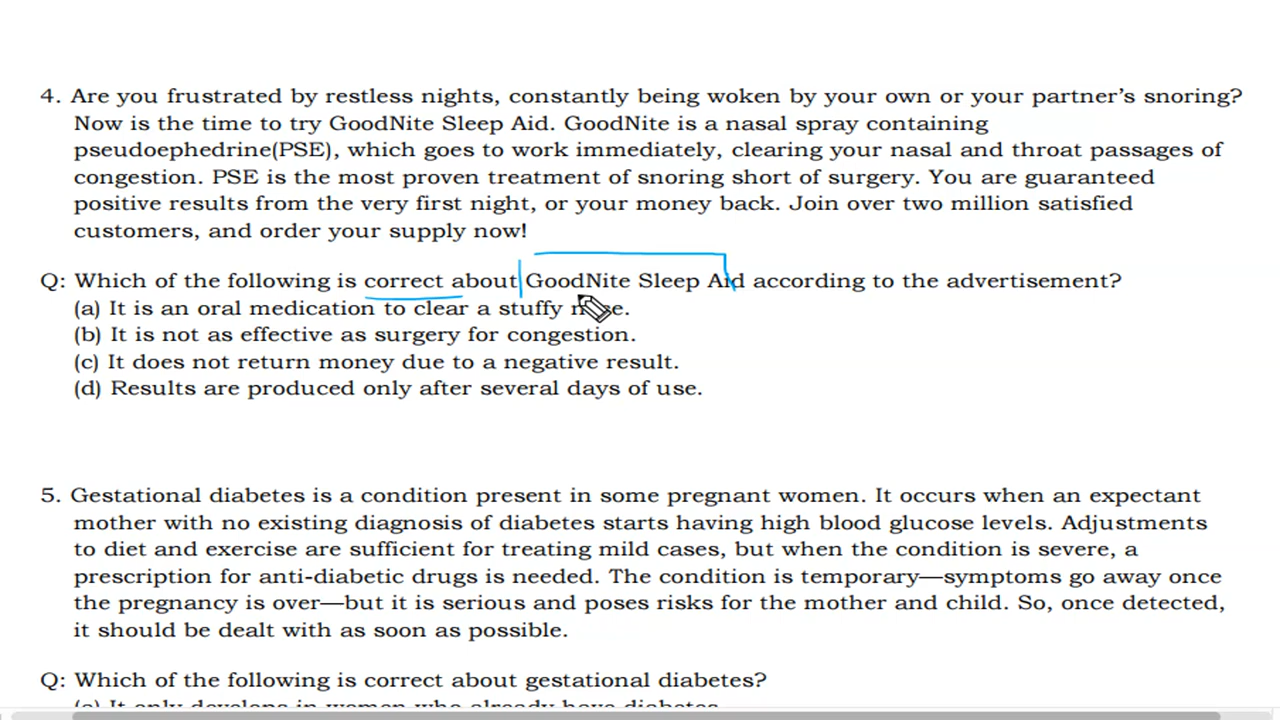 4. Are you frustrated by restless nights, constantly being woken by your own or your partner's snoring?
Now is the time to try GoodNite Sleep Aid. GoodNite is a nasal spray containing
pseudoephedrine(PSE), which goes to work immediately, clearing your nasal and throat passages of
congestion. PSE is the most proven treatment of snoring short of surgery. You are guaranteed
positive results from the very first night, or your money back. Join over two million satisfied
customers, and order your supply now!
Q: Which of the following is correct about GoodNite Sleep Aid according to the advertisement?
(a) It is an oral medication to clear a stuffy
(b) It is not as effective as surgery for congestion.
(c) It does not return money due to a negative result.
(d) Results are produced only after several days of use.
5. Gestational diabetes is a condition present in some pregnant women. It occurs when an expectant
mother with no existing diagnosis of diabetes starts having high blood glucose levels. Adjustments
to diet and exercise are sufficient for treating mild cases, but when the condition is severe, a
prescription for anti-diabetic drugs is needed. The condition is temporary—symptoms go away once
the pregnancy is over—but it is serious and poses risks for the mother and child. So, once detected,
it should be dealt with as soon as possible.
Q: Which of the following is correct about gestational diabetes?
(a) It only develops in women who already have diabetes.